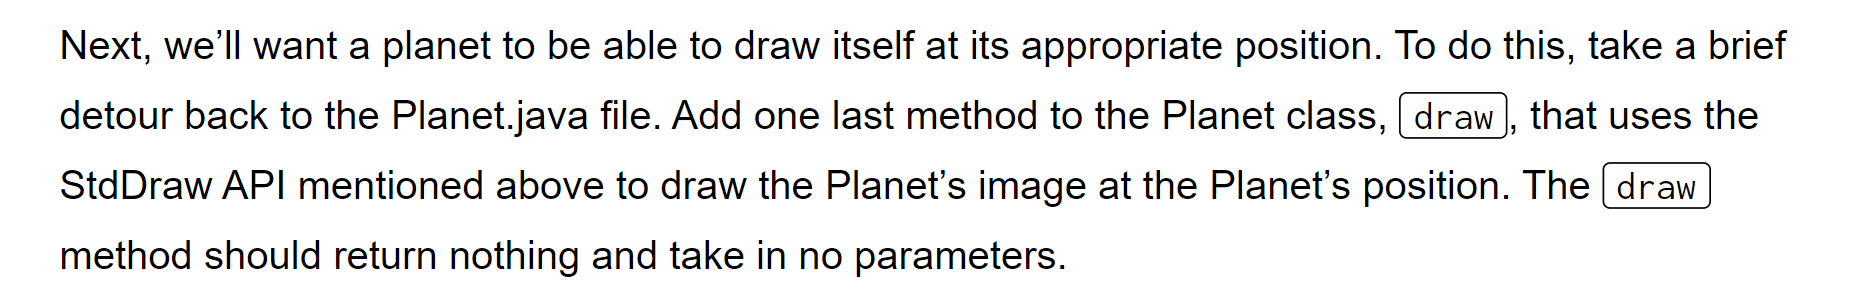 Next, we’ll want a planet to be able to draw itself at its appropriate position. To do this, take a brief
detour back to the Planet.java file. Add one last method to the Planet class, draw, that uses the
StdDraw API mentioned above to draw the Planet’s image at the Planet’s position. The draw
method should return nothing and take in no parameters.